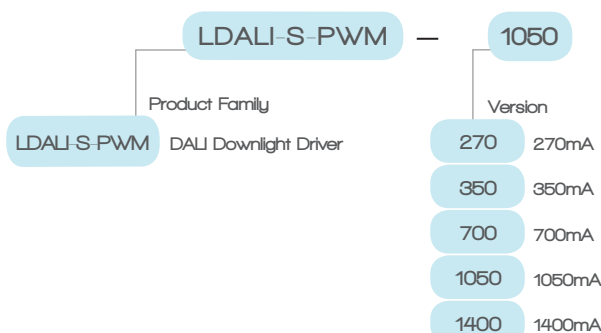 LDALI-S-PWM — 1050
Product Family
LDALI-S-PWM DALI Downlight Driver
Version
270 270mA
350 350mA
700 700mA
1050 1050mA
1400 1400mA